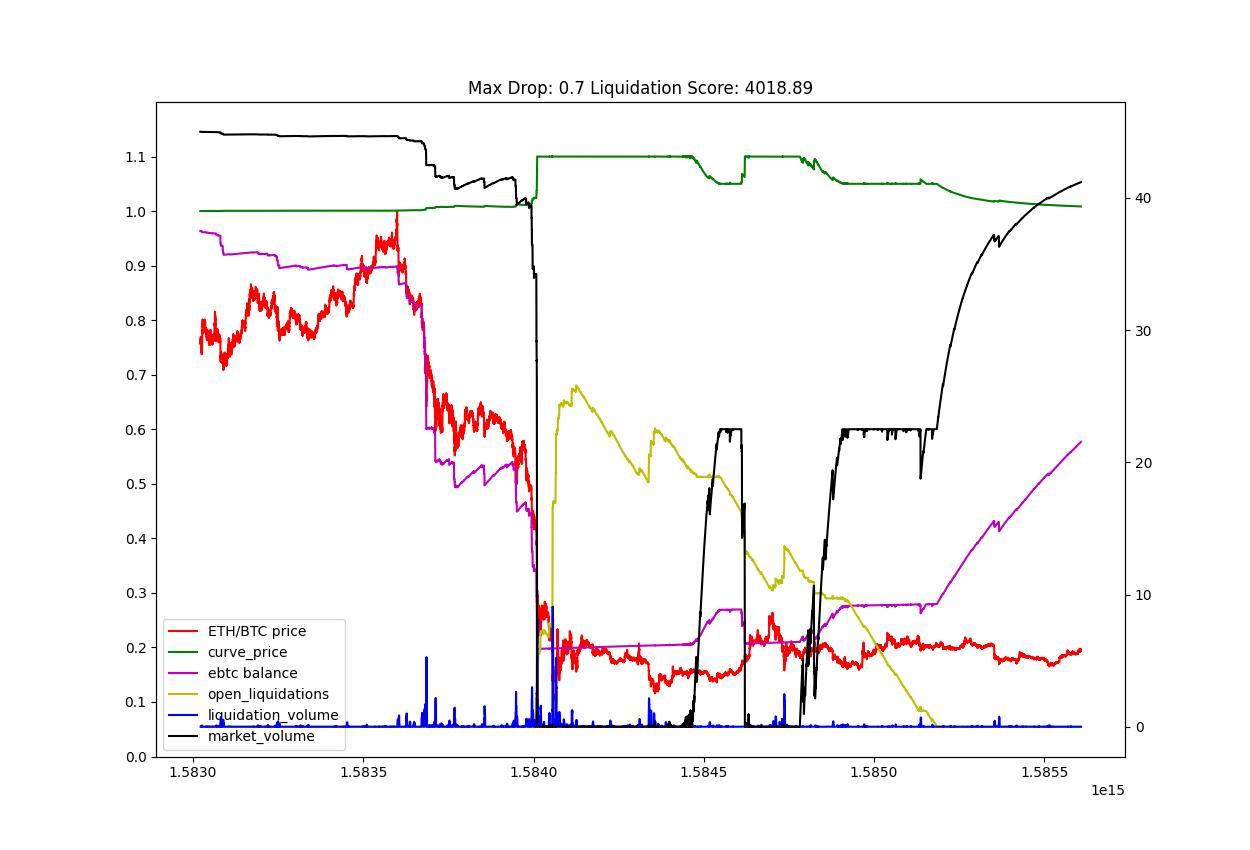 Max Drop: 0.7 Liquidation Score: 4018.89
1.1
1.0
0.9
0.8
0.7
0.6
0.5
0.4
0.3
0.2
0.1
0.0
40
30
20
10
0
ETH/BTC price
curve_price
ebtc balance
open_liquidations
liquidation_volume
market_volume
1.5830 1.5835 1.5840 1.5845 1.5850 1.5855
1e15